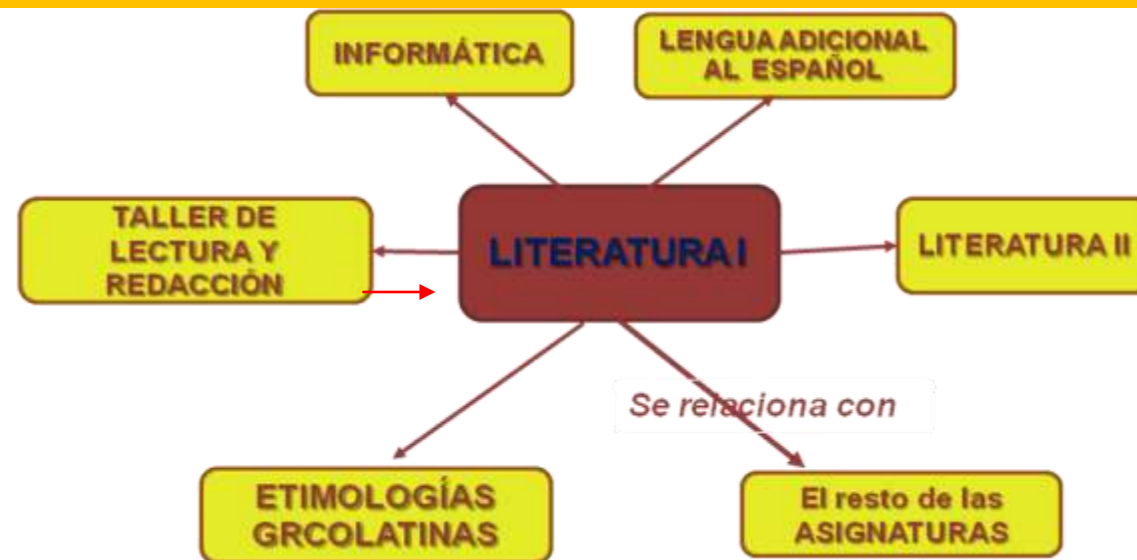 INFORMÁTICA
LENGUA ADICIONAL
AL ESPAÑOL
TALLER DE
LECTURA Y
REDACCIÓN
LITERATURA I
LITERATURA II
Se relaciona con
ETIMOLOGÍAS
GRCOLATINAS
El resto de las
ASIGNATURAS